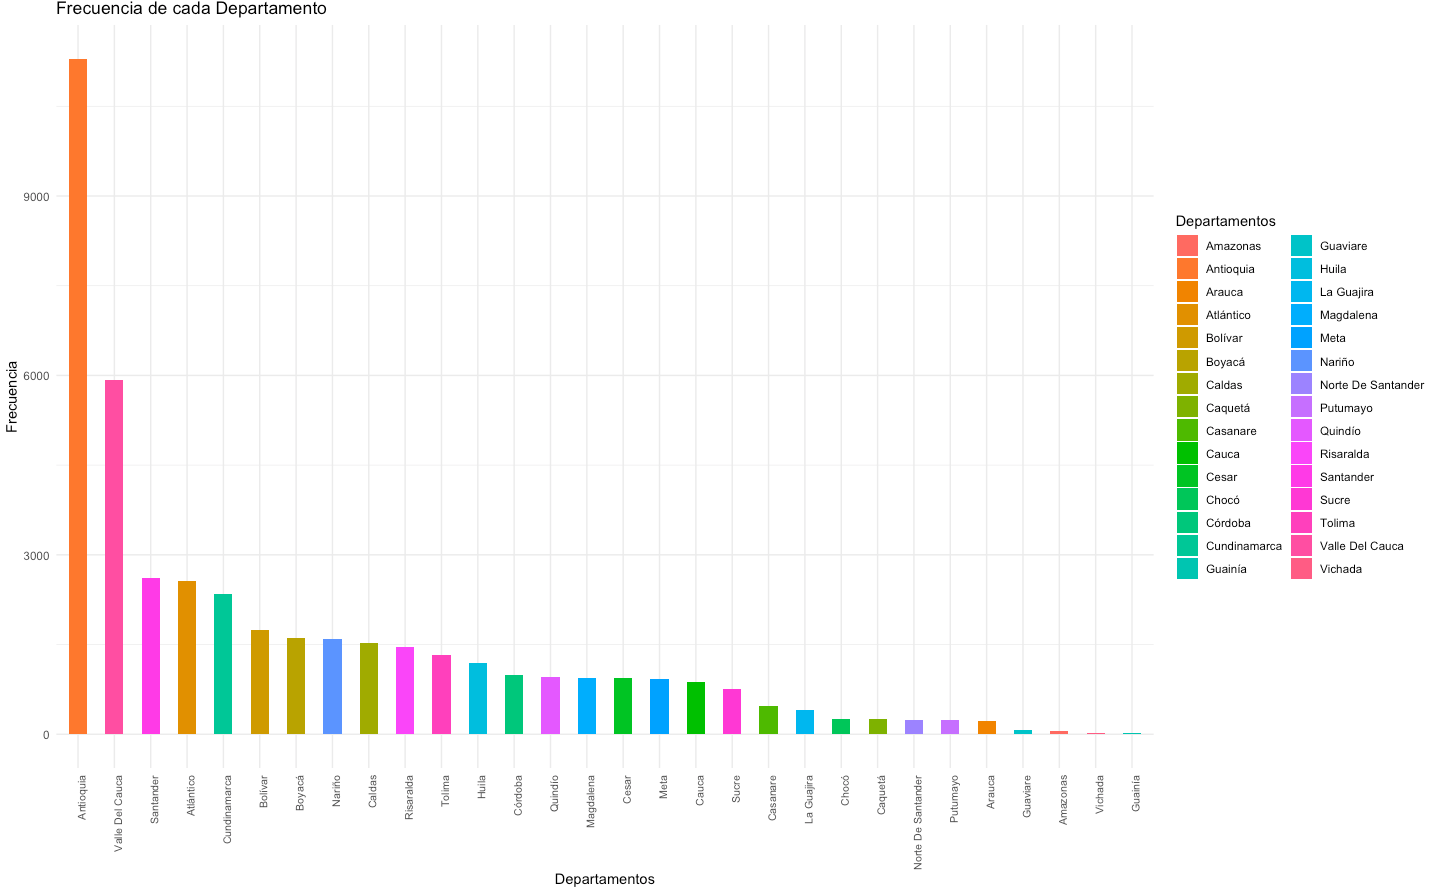 Frecuencia de cada Departamento
Frecuencia
9000
6000
3000
0
Antioquia
Valle Del Cauca
Santander
Atlántico
Cundinamarca
Bolívar
Boyacá
Nariño
Caldas
Risaralda
Tolima
Huila
Córdoba
Quindío
Magdalena
Cesar
Meta
Cauca
Sucre
Casanare
La Guajira
Chocó
Caquetá
Norte De Santander
Putumayo
Arauca
Guaviare
Amazonas
Vichada
Guainía
Departamentos
Departamentos
Amazonas
Antioquia
Arauca
Atlántico
Bolívar
Boyacá
Caldas
Caquetá
Casanare
Cauca
Cesar
Chocó
Córdoba
Cundinamarca
Guainía
Guaviare
Huila
La Guajira
Magdalena
Meta
Nariño
Norte De Santander
Putumayo
Quindío
Risaralda
Santander
Sucre
Tolima
Valle Del Cauca
Vichada